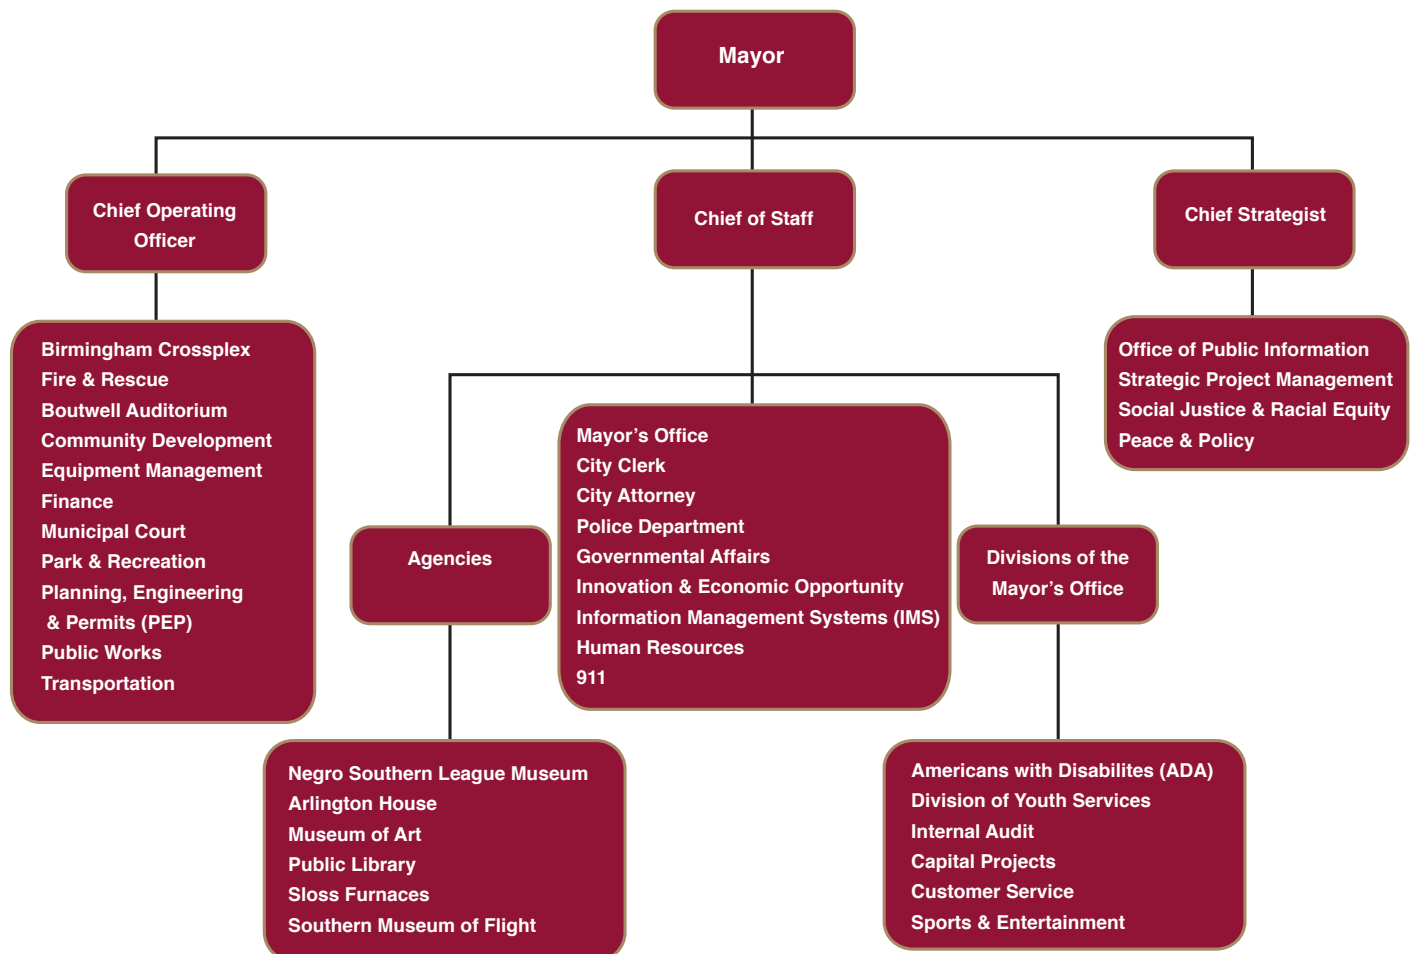 Mayor
Chief Operating
Officer
Chief of Staff
Chief Strategist
Birmingham Crossplex
Fire & Rescue
Boutwell Auditorium
Community Development
Equipment Management
Finance
Municipal Court
Park & Recreation
Planning, Engineering
& Permits (PEP)
Public Works
Transportation
Office of Public Information
Strategic Project Management
Social Justice & Racial Equity
Peace & Policy
Agencies
Mayor’s Office
City Clerk
City Attorney
Police Department
Governmental Affairs
Innovation & Economic Opportunity
Information Management Systems (IMS)
Human Resources
911
Divisions of the
Mayor’s Office
Negro Southern League Museum
Arlington House
Museum of Art
Public Library
Sloss Furnaces
Southern Museum of Flight
Americans with Disabilites (ADA)
Division of Youth Services
Internal Audit
Capital Projects
Customer Service
Sports & Entertainment